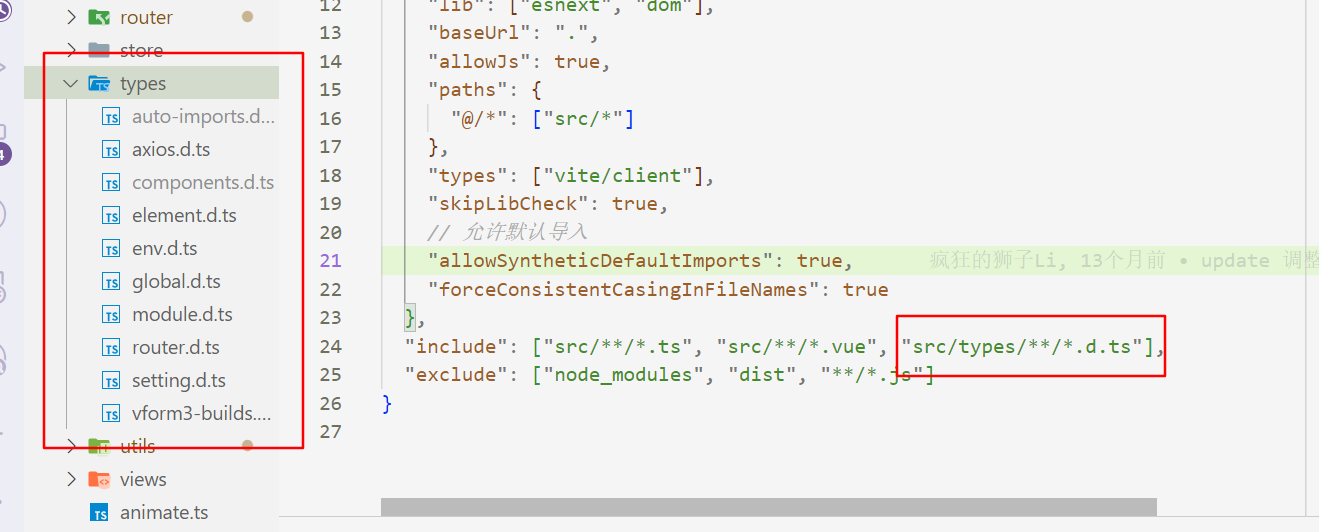 router
store
types
auto-imports.d...
axios.d.ts
components.d.ts
element.d.ts
env.d.ts
global.d.ts
module.d.ts
router.d.ts
setting.d.ts
vform3-builds....
utils
views
animate.ts
4
12 "lib": ["esnext", "dom"],
13 "baseUrl": ".",
14 "allowJs": true,
15 "paths": {
16 "@/*": ["src/*"]
17 },
18 "types": ["vite/client"],
19 "skipLibCheck": true,
20 // 允许默认导入
21 "allowSyntheticDefaultImports": true, 疯狂的狮子Li, 13个月前 • update 调整
22 "forceConsistentCasingInFileNames": true
23 },
24 "include": ["src/**/*.ts", "src/**/*.vue", "src/types/**/*.d.ts"],
25 "exclude": ["node_modules", "dist", "**/*.js"]
26 }
27